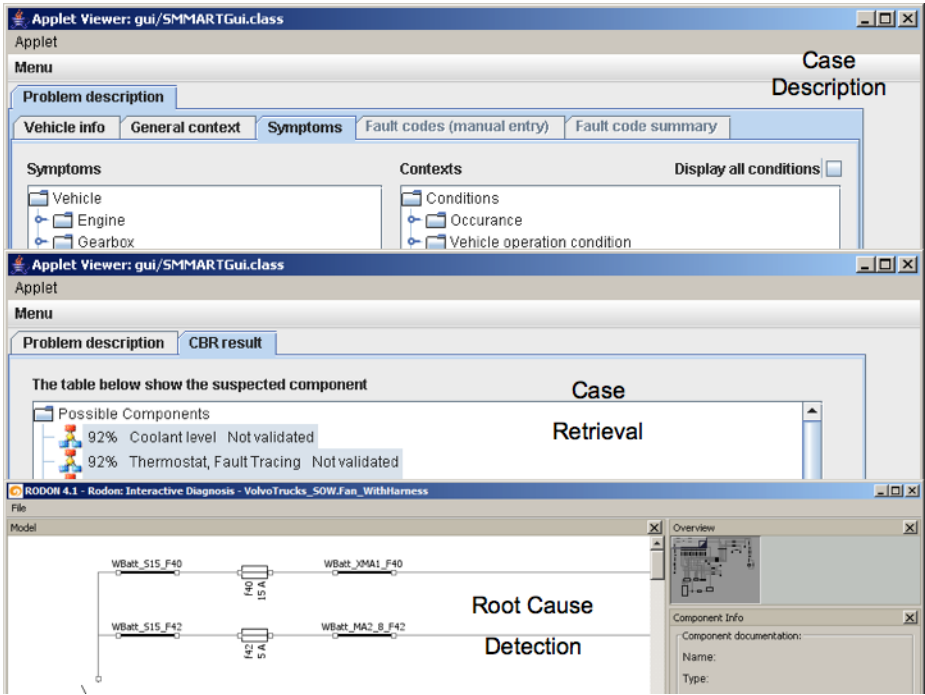 Applet Viewer: gui/SMMARTGui.class
Applet
Menu
Case
Description
Problem description
Vehicle info General context Symptoms Fault codes (manual entry) Fault code summary
Symptoms Contexts Display all conditions
Vehicle Conditions
Engine Occurance
Gearbox Vehicle operation condition
Applet Viewer: gui/SMMARTGui.class
Applet
Menu
Problem description CBR result
The table below show the suspected component
Case
Retrieval
Possible Components
92% Coolant level Not validated
92% Thermostat, Fault Tracing Not validated
RODON 4.1 - Rodon: Interactive Diagnosis - VolvoTrucks_SOW.Fan_WithHarness
File
Model Overview
WBatt_S15_F40 WBatt_XMA1_F40
f40
15 A
Root Cause
Detection
WBatt_S15_F42 WBatt_MA2_8_F42
f42
5 A
Component Info
Component documentation:
Name:
Type: